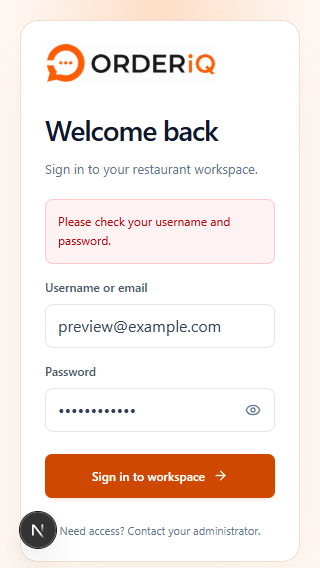 ORDERiQ
Welcome back
Sign in to your restaurant workspace.
Please check your username and
password.
Username or email
preview@example.com
Password
••••••••••••
Sign in to workspace →
N
Need access? Contact your administrator.